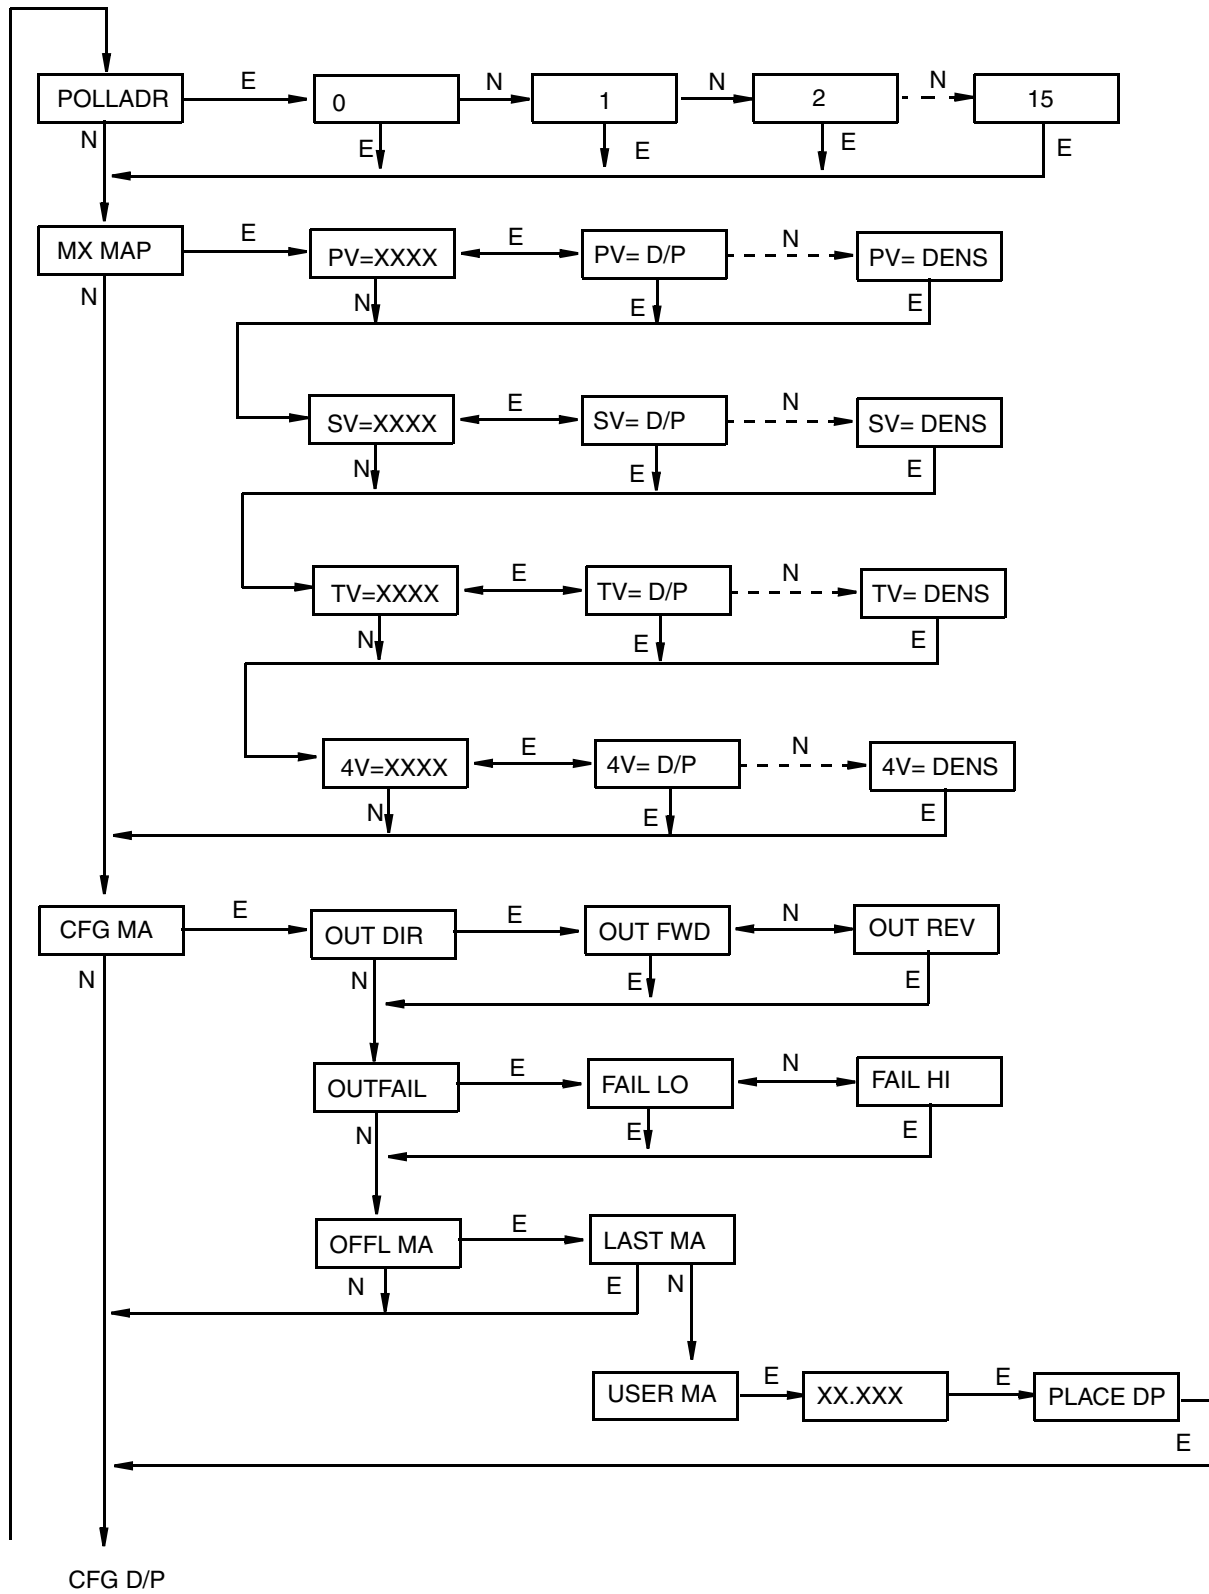 E N N N
POLLADR 0 1 2 15
N E E E E
E E N
MX MAP PV=XXXX PV= D/P PV= DENS
N N E E
E N
SV=XXXX SV= D/P SV= DENS
N E E
E N
TV=XXXX TV= D/P TV= DENS
N E E
E N
4V=XXXX 4V= D/P 4V= DENS
N E E
E E N
CFG MA OUT DIR OUT FWD OUT REV
N N E E
E N
OUTFAIL FAIL LO FAIL HI
N E E
E
OFFL MA LAST MA
N E N
E E
USER MA XX.XXX PLACE DP
E
CFG D/P